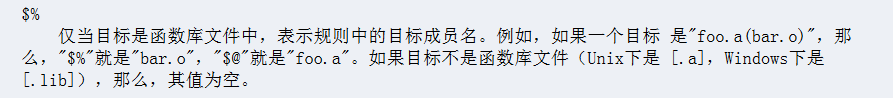 $%
仅当目标是函数库文件中，表示规则中的目标成员名。例如，如果一个目标 是"foo.a(bar.o)"，那
么，"$%"就是"bar.o"，"$@"就是"foo.a"。如果目标不是函数库文件（Unix下是 [.a]，Windows下是
[.lib]），那么，其值为空。